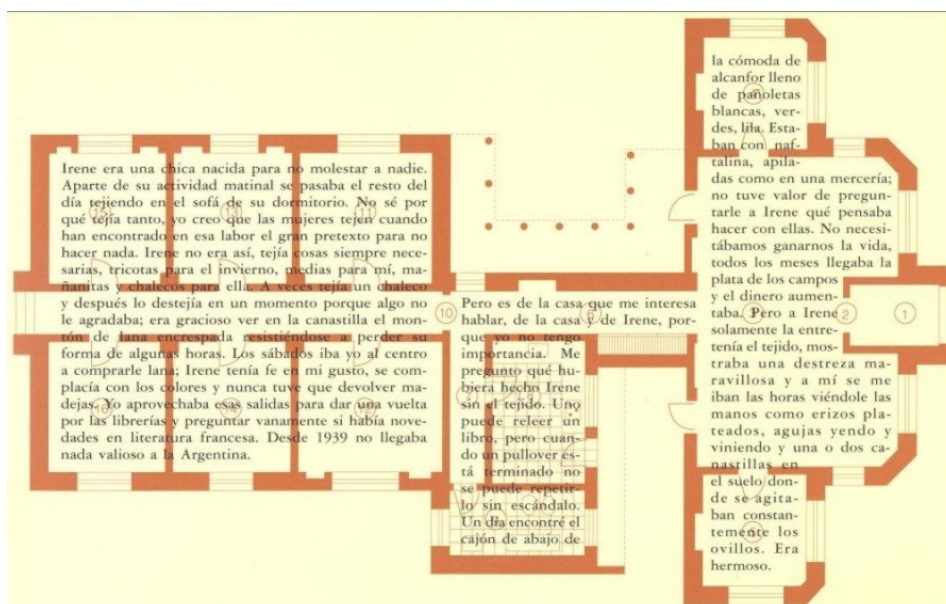 Irene era una chica nacida para no molestar a nadie.
Aparte de su actividad matinal se pasaba el resto del
día tejiendo en el sofá de su dormitorio. No sé por
qué tejía tanto, yo creo que las mujeres tejen cuando
han encontrado en esa labor el gran pretexto para no
hacer nada. Irene no era así, tejía cosas siempre nece-
sarias, tricotas para el invierno, medias para mí, ma-
ñanitas y chalecos para ella. A veces tejía un chaleco
y después lo destejía en un momento porque algo no
le agradaba; era gracioso ver en la canastilla el mon-
tón de lana encrespada resistiéndose a perder su
forma de algunas horas. Los sábados iba yo al centro
a comprarle lana; Irene tenía fe en mi gusto, se com-
placía con los colores y nunca tuve que devolver ma-
dejas. Yo aprovechaba esas salidas para dar una vuelta
por las librerías y preguntar vanamente si había nove-
dades en literatura francesa. Desde 1939 no llegaba
nada valioso a la Argentina.
Pero es de la casa que me interesa
hablar, de la casa y de Irene, por-
que yo no tengo
importancia. Me
pregunto qué hu-
biera hecho Irene
sin el tejido. Uno
puede releer un
libro, pero cuan-
do un pullover es-
tá terminado no
se puede repetir-
lo sin escándalo.
Un día encontré el
cajón de abajo de
la cómoda de
alcanfor lleno
de pañoletas
blancas, ver-
des, lila. Esta-
ban con naf-
talina, apila-
das como en una mercería;
no tuve valor de pregun-
tarle a Irene qué pensaba
hacer con ellas. No necesi-
tábamos ganarnos la vida,
todos los meses llegaba la
plata de los campos
y el dinero aumen-
taba. Pero a Irene
solamente la entre-
tenía el tejido, mos-
traba una destreza ma-
ravillosa y a mí se me
iban las horas viéndole las
manos como erizos pla-
teados, agujas yendo y
viniendo y una o dos ca-
nastillas en
el suelo don-
de se agita-
ban constan-
temente los
ovillos. Era
hermoso.
13
11
10
2
1